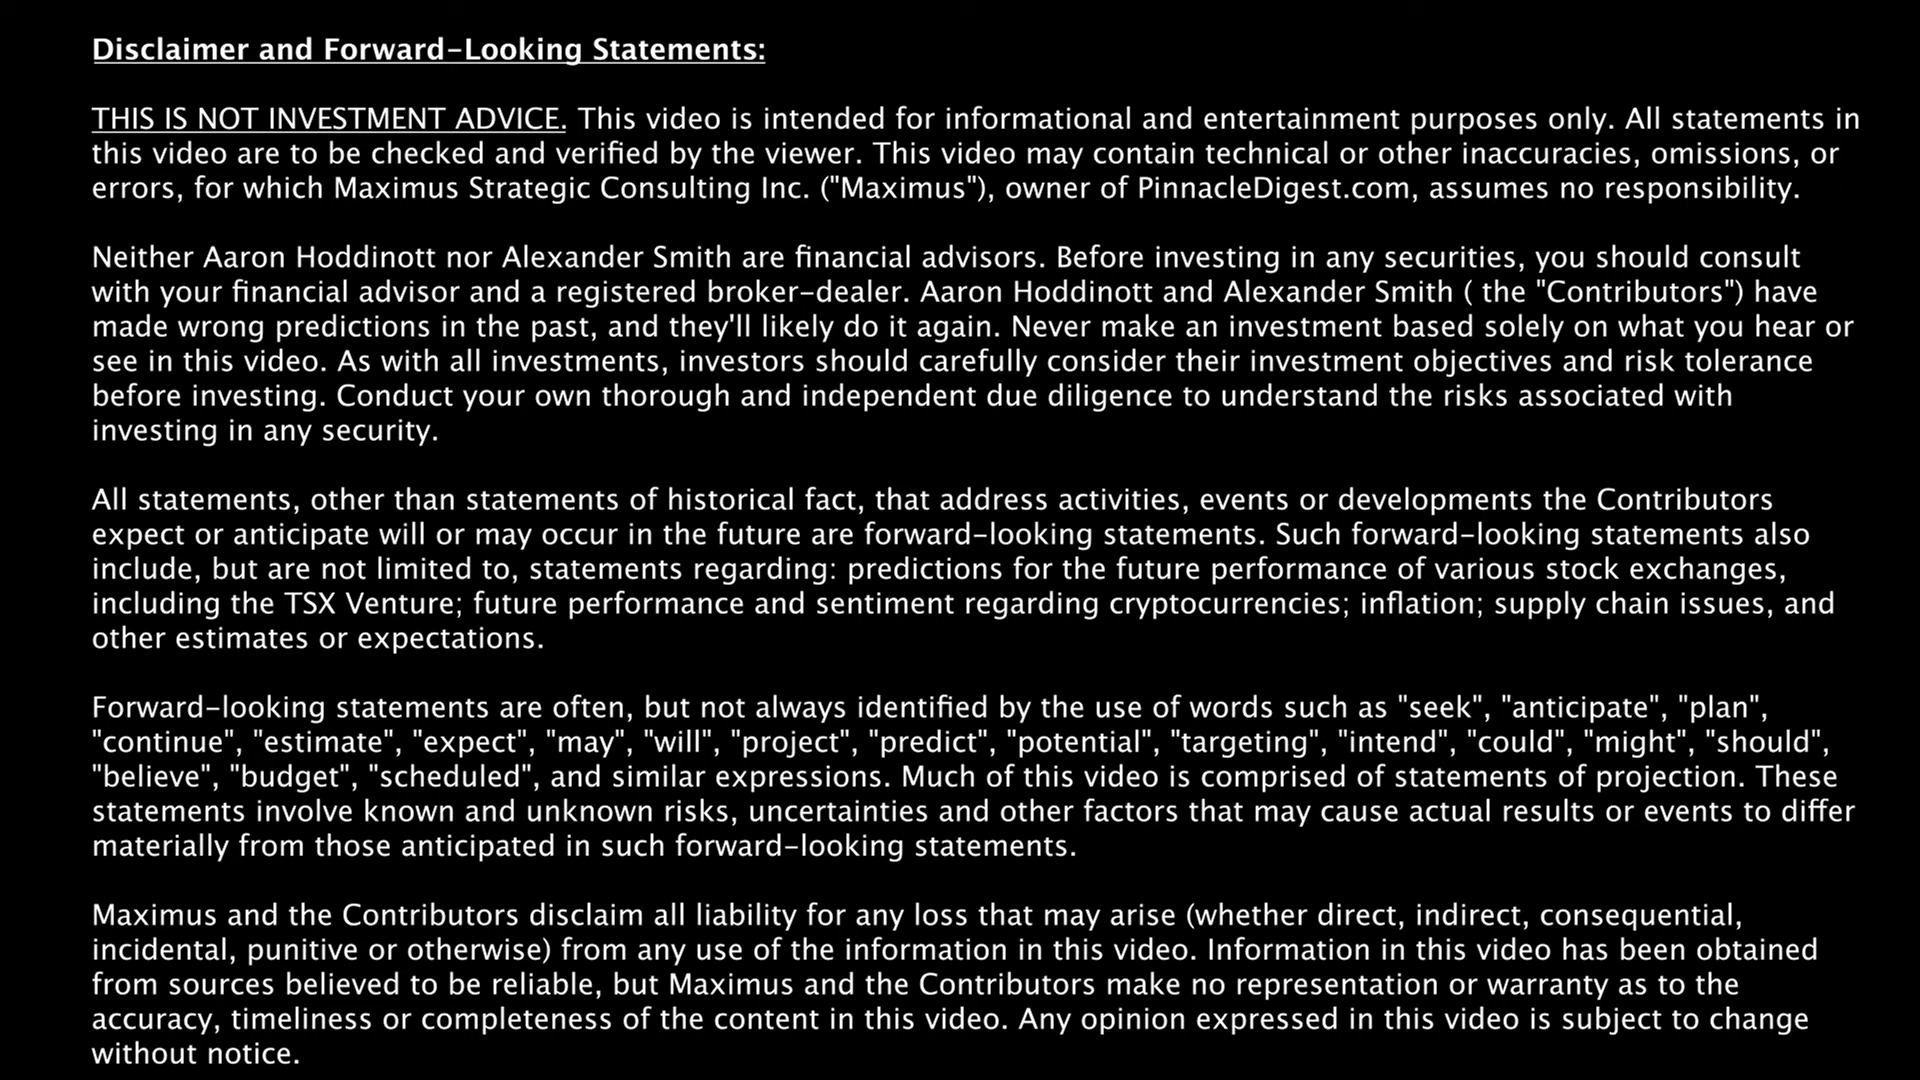 Disclaimer and Forward-Looking Statements:
THIS IS NOT INVESTMENT ADVICE. This video is intended for informational and entertainment purposes only. All statements in
this video are to be checked and verified by the viewer. This video may contain technical or other inaccuracies, omissions, or
errors, for which Maximus Strategic Consulting Inc. ("Maximus"), owner of PinnacleDigest.com, assumes no responsibility.
Neither Aaron Hoddinott nor Alexander Smith are financial advisors. Before investing in any securities, you should consult
with your financial advisor and a registered broker-dealer. Aaron Hoddinott and Alexander Smith ( the "Contributors") have
made wrong predictions in the past, and they'll likely do it again. Never make an investment based solely on what you hear or
see in this video. As with all investments, investors should carefully consider their investment objectives and risk tolerance
before investing. Conduct your own thorough and independent due diligence to understand the risks associated with
investing in any security.
All statements, other than statements of historical fact, that address activities, events or developments the Contributors
expect or anticipate will or may occur in the future are forward-looking statements. Such forward-looking statements also
include, but are not limited to, statements regarding: predictions for the future performance of various stock exchanges,
including the TSX Venture; future performance and sentiment regarding cryptocurrencies; inflation; supply chain issues, and
other estimates or expectations.
Forward-looking statements are often, but not always identified by the use of words such as "seek", "anticipate", "plan",
"continue", "estimate", "expect", "may", "will", "project", "predict", "potential", "targeting", "intend", "could", "might", "should",
"believe", "budget", "scheduled", and similar expressions. Much of this video is comprised of statements of projection. These
statements involve known and unknown risks, uncertainties and other factors that may cause actual results or events to differ
materially from those anticipated in such forward-looking statements.
Maximus and the Contributors disclaim all liability for any loss that may arise (whether direct, indirect, consequential,
incidental, punitive or otherwise) from any use of the information in this video. Information in this video has been obtained
from sources believed to be reliable, but Maximus and the Contributors make no representation or warranty as to the
accuracy, timeliness or completeness of the content in this video. Any opinion expressed in this video is subject to change
without notice.